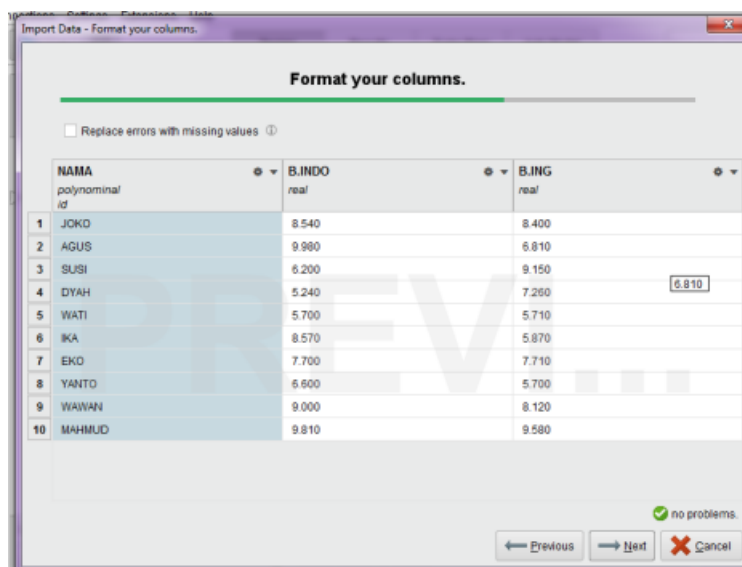 Import Data - Format your columns.
Format your columns.
Replace errors with missing values
NAMA B.INDO B.ING
polynominal real real
id
1 JOKO 8.540 8.400
2 AGUS 9.980 6.810
3 SUSI 6.200 9.150
6.810
4 DYAH 5.240 7.260
5 WATI 5.700 5.710
6 IKA 8.570 5.870
7 EKO 7.700 7.710
8 YANTO 6.600 5.700
9 WAWAN 9.000 8.120
10 MAHMUD 9.810 9.580
PREVI...
no problems.
Previous Next Cancel